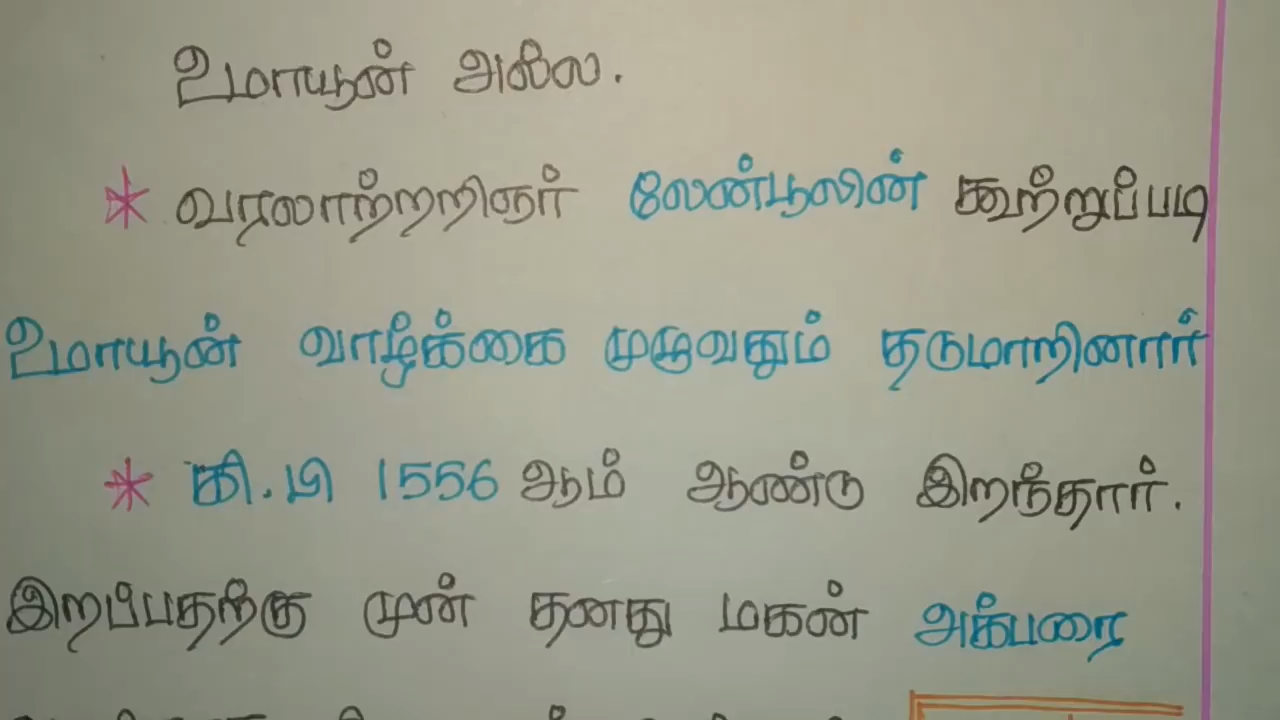 உமாயூன் அல்ல.
* வரலாற்றறிஞர் லேன்பூலின் கூற்றுப்படி
உமாயூன் வாழ்க்கை முழுவதும் தடுமாறினார்
* கி.பி 1556 ஆம் ஆண்டு இறந்தார்.
இறப்பதற்கு முன் தனது மகன் அக்பரை